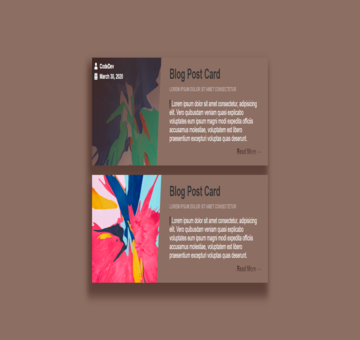 CodeDev
March 30, 2020
Blog Post Card
LOREM IPSUM DOLOR SIT AMET CONSECTETUR
Lorem ipsum dolor sit amet consectetur, adipisicing
elit. Vero quibusdam veniam quasi explicabo
voluptates eum ipsum magni modi expedita officiis
accusamus molestiae, voluptatem est libero
praesentium excepturi voluptas quas deserunt.
Read More →
Blog Post Card
LOREM IPSUM DOLOR SIT AMET CONSECTETUR
Lorem ipsum dolor sit amet consectetur, adipisicing
elit. Vero quibusdam veniam quasi explicabo
voluptates eum ipsum magni modi expedita officiis
accusamus molestiae, voluptatem est libero
praesentium excepturi voluptas quas deserunt.
Read More →